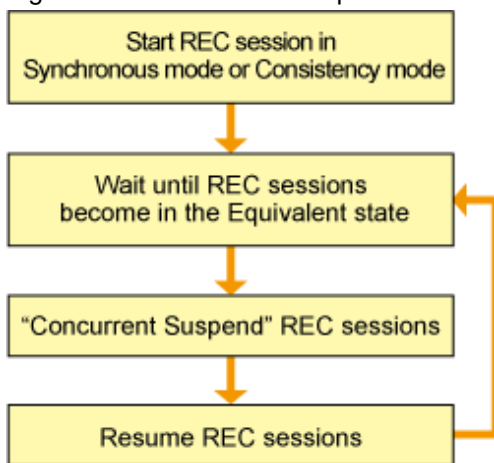 Start REC session in
Synchronous mode or Consistency mode
Wait until REC sessions
become in the Equivalent state
“Concurrent Suspend” REC sessions
Resume REC sessions